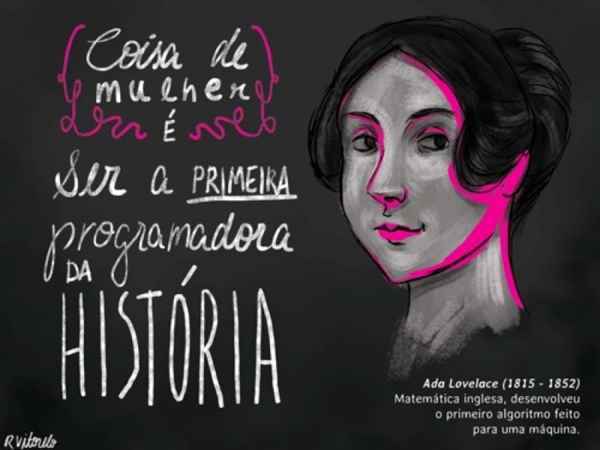 Coisa de
mulher
É
Ser a PRIMEIRA
programadora
DA
HISTÓRIA
Ada Lovelace (1815 - 1852)
Matemática inglesa, desenvolveu
o primeiro algoritmo feito
para uma máquina.
R Vitorelo